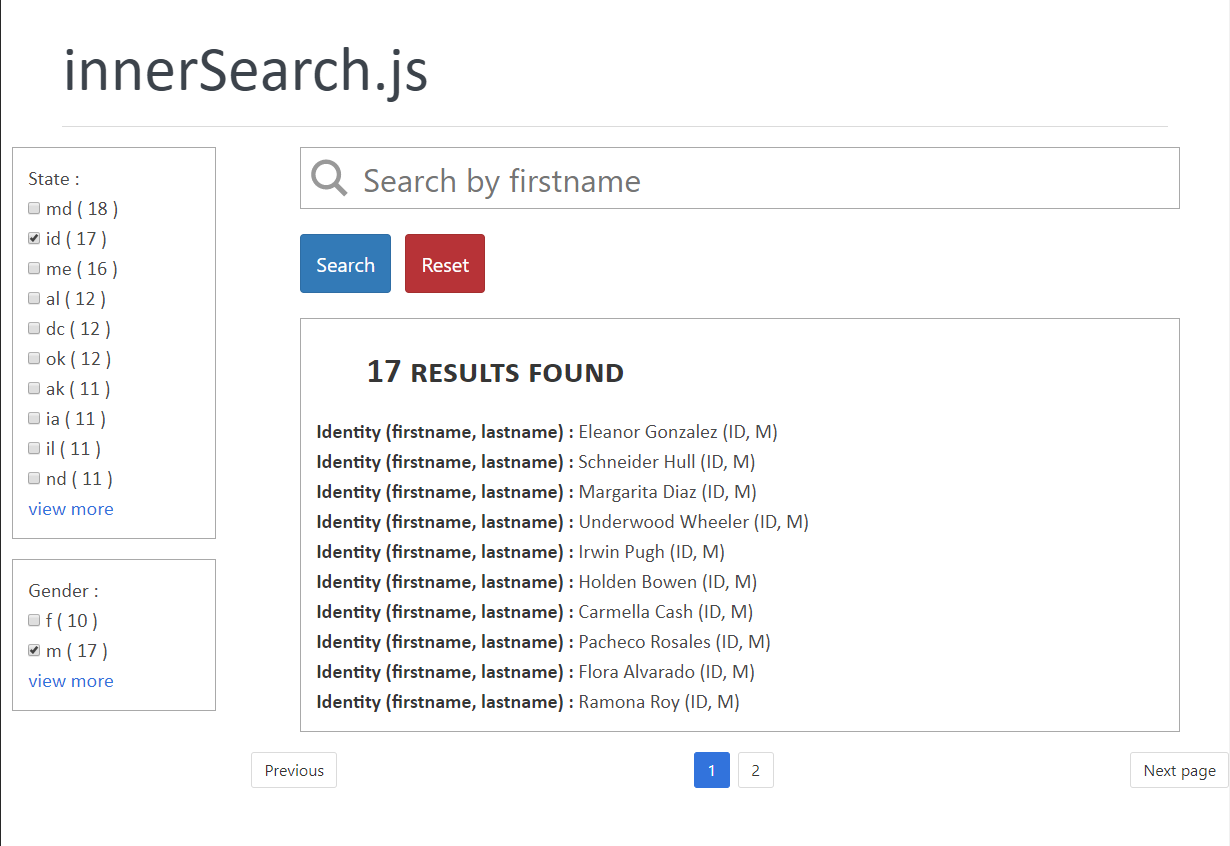 innerSearch.js
State :
md ( 18 )
id ( 17 )
me ( 16 )
al ( 12 )
dc ( 12 )
ok ( 12 )
ak ( 11 )
ia ( 11 )
il ( 11 )
nd ( 11 )
view more
Gender :
f ( 10 )
m ( 17 )
view more
Search by firstname
Search Reset
17 RESULTS FOUND
Identity (firstname, lastname) : Eleanor Gonzalez (ID, M)
Identity (firstname, lastname) : Schneider Hull (ID, M)
Identity (firstname, lastname) : Margarita Diaz (ID, M)
Identity (firstname, lastname) : Underwood Wheeler (ID, M)
Identity (firstname, lastname) : Irwin Pugh (ID, M)
Identity (firstname, lastname) : Holden Bowen (ID, M)
Identity (firstname, lastname) : Carmella Cash (ID, M)
Identity (firstname, lastname) : Pacheco Rosales (ID, M)
Identity (firstname, lastname) : Flora Alvarado (ID, M)
Identity (firstname, lastname) : Ramona Roy (ID, M)
Previous 1 2 Next page